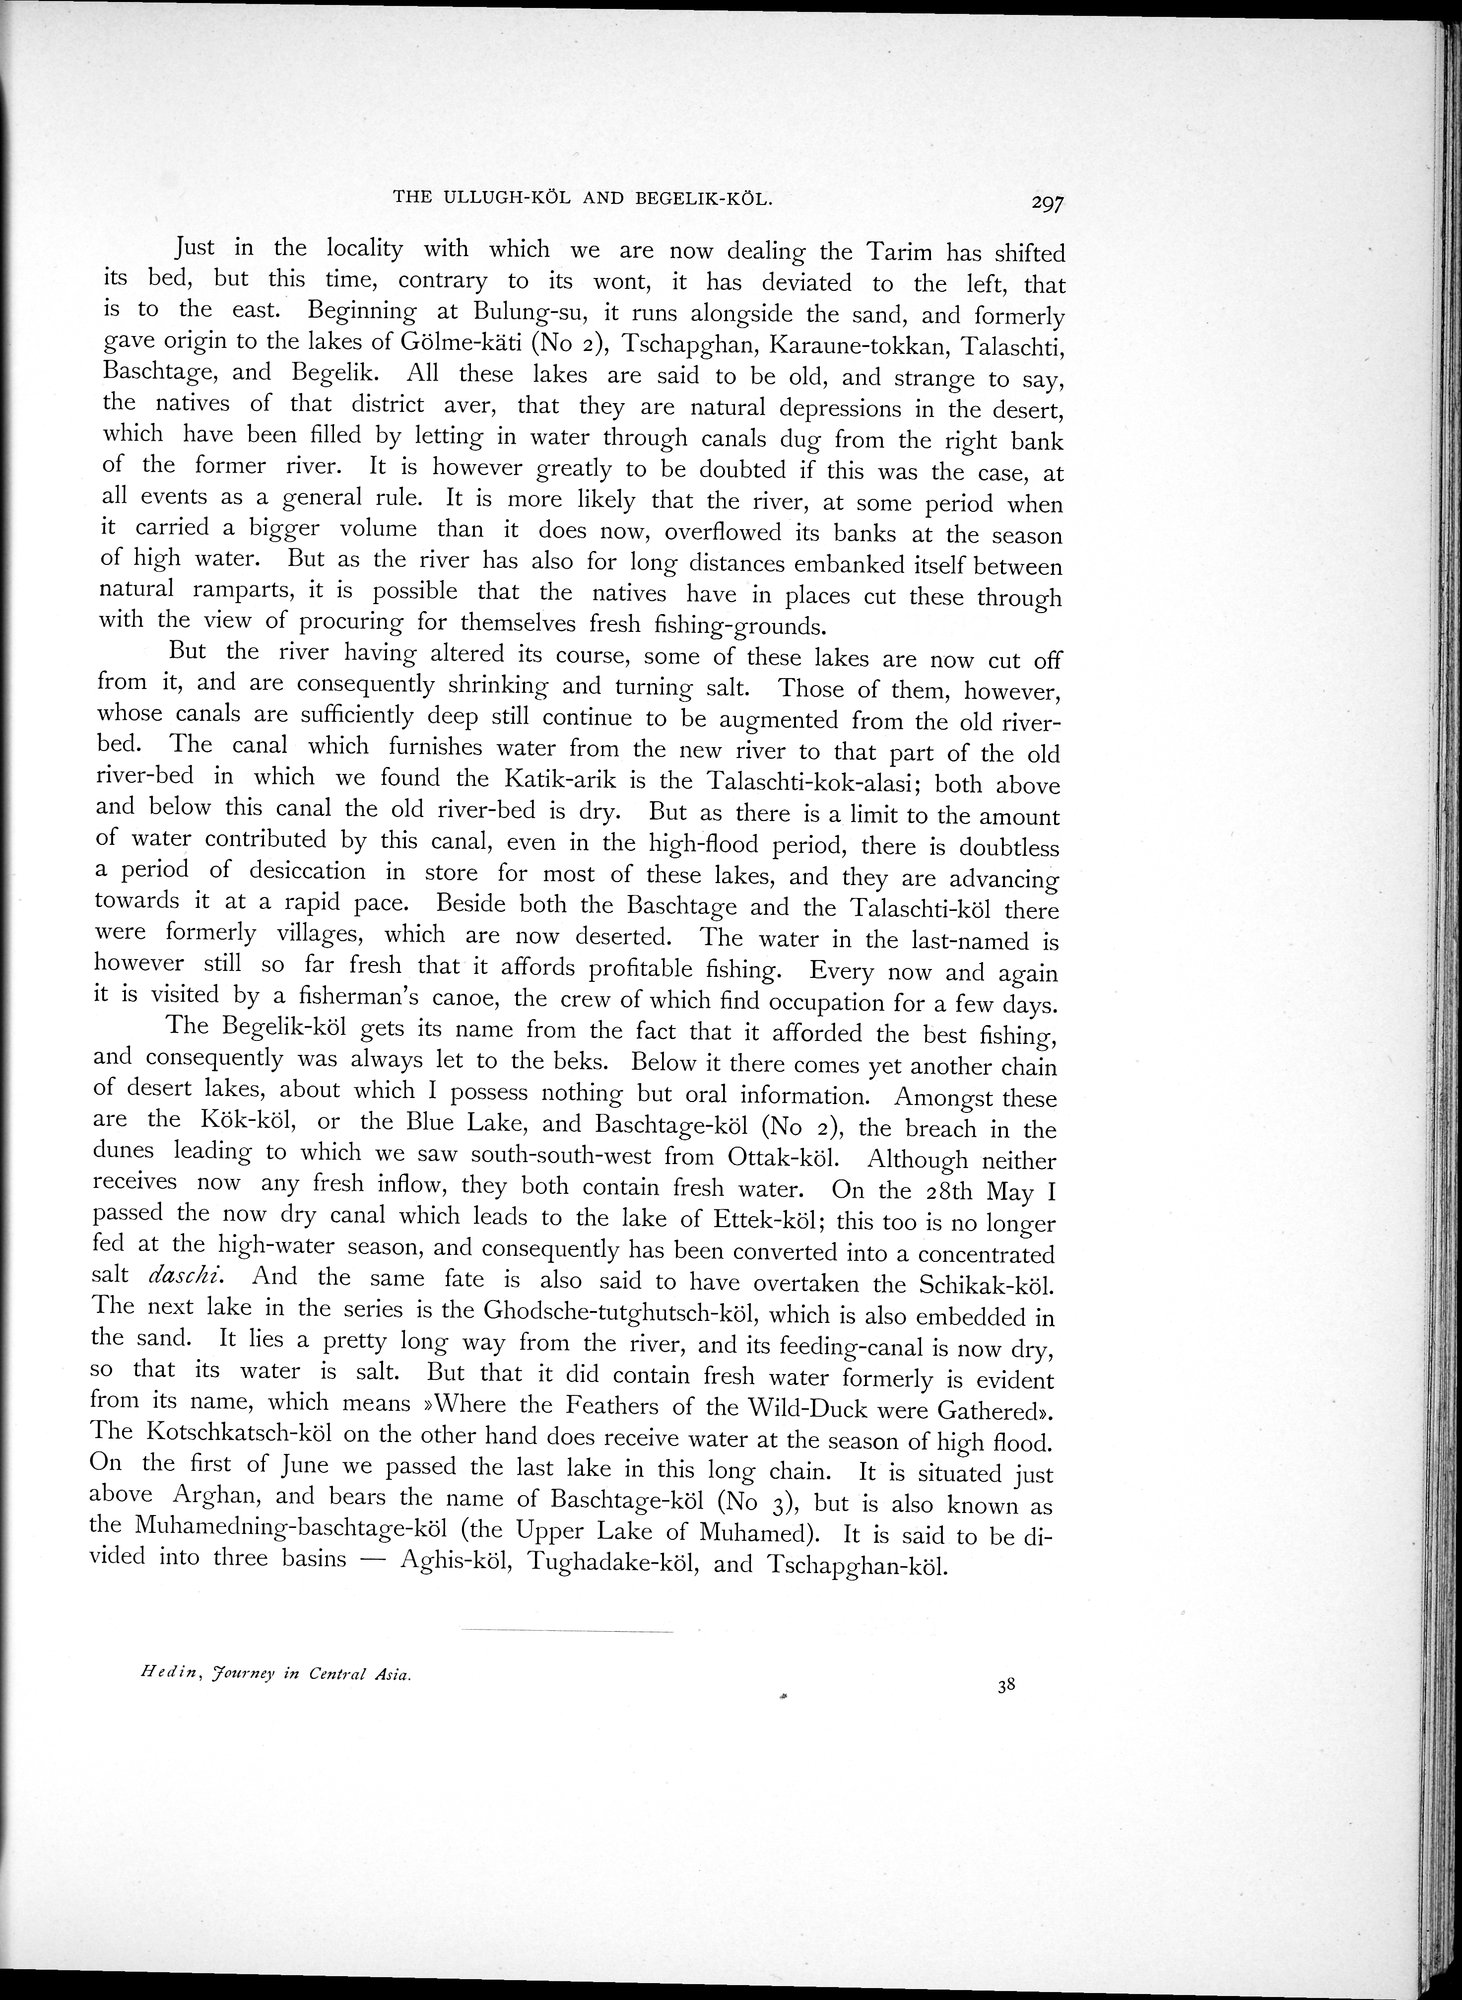 THE ULLUGH-KÖL AND BEGELIK-KÖL. 297
Just in the locality with which we are now dealing the Tarim has shifted
its bed, but this time, contrary to its wont, it has deviated to the left, that
is to the east. Beginning at Bulung-su, it runs alongside the sand, and formerly
gave origin to the lakes of Gölme-käti (No 2), Tschapghan, Karaune-tokkan, Talaschti,
Baschtage, and Begelik. All these lakes are said to be old, and strange to say,
the natives of that district aver, that they are natural depressions in the desert,
which have been filled by letting in water through canals dug from the right bank
of the former river. It is however greatly to be doubted if this was the case, at
all events as a general rule. It is more likely that the river, at some period when
it carried a bigger volume than it does now, overflowed its banks at the season
of high water. But as the river has also for long distances embanked itself between
natural ramparts, it is possible that the natives have in places cut these through
with the view of procuring for themselves fresh fishing-grounds.
But the river having altered its course, some of these lakes are now cut off
from it, and are consequently shrinking and turning salt. Those of them, however,
whose canals are sufficiently deep still continue to be augmented from the old river-
bed. The canal which furnishes water from the new river to that part of the old
river-bed in which we found the Katik-arik is the Talaschti-kok-alasi; both above
and below this canal the old river-bed is dry. But as there is a limit to the amount
of water contributed by this canal, even in the high-flood period, there is doubtless
a period of desiccation in store for most of these lakes, and they are advancing
towards it at a rapid pace. Beside both the Baschtage and the Talaschti-köl there
were formerly villages, which are now deserted. The water in the last-named is
however still so far fresh that it affords profitable fishing. Every now and again
it is visited by a fisherman's canoe, the crew of which find occupation for a few days.
The Begelik-köl gets its name from the fact that it afforded the best fishing,
and consequently was always let to the beks. Below it there comes yet another chain
of desert lakes, about which I possess nothing but oral information. Amongst these
are the Kök-köl, or the Blue Lake, and Baschtage-köl (No 2), the breach in the
dunes leading to which we saw south-south-west from Ottak-köl. Although neither
receives now any fresh inflow, they both contain fresh water. On the 28th May I
passed the now dry canal which leads to the lake of Ettek-köl; this too is no longer
fed at the high-water season, and consequently has been converted into a concentrated
salt daschi. And the same fate is also said to have overtaken the Schikak-köl.
The next lake in the series is the Ghodsche-tutghutsch-köl, which is also embedded in
the sand. It lies a pretty long way from the river, and its feeding-canal is now dry,
so that its water is salt. But that it did contain fresh water formerly is evident
from its name, which means »Where the Feathers of the Wild-Duck were Gathered».
The Kotschkatsch-köl on the other hand does receive water at the season of high flood.
On the first of June we passed the last lake in this long chain. It is situated just
above Arghan, and bears the name of Baschtage-köl (No 3), but is also known as
the Muhamedning-baschtage-köl (the Upper Lake of Muhamed). It is said to be di-
vided into three basins — Aghis-köl, Tughadake-köl, and Tschapghan-köl.
Hedin, Journey in Central Asia. 38